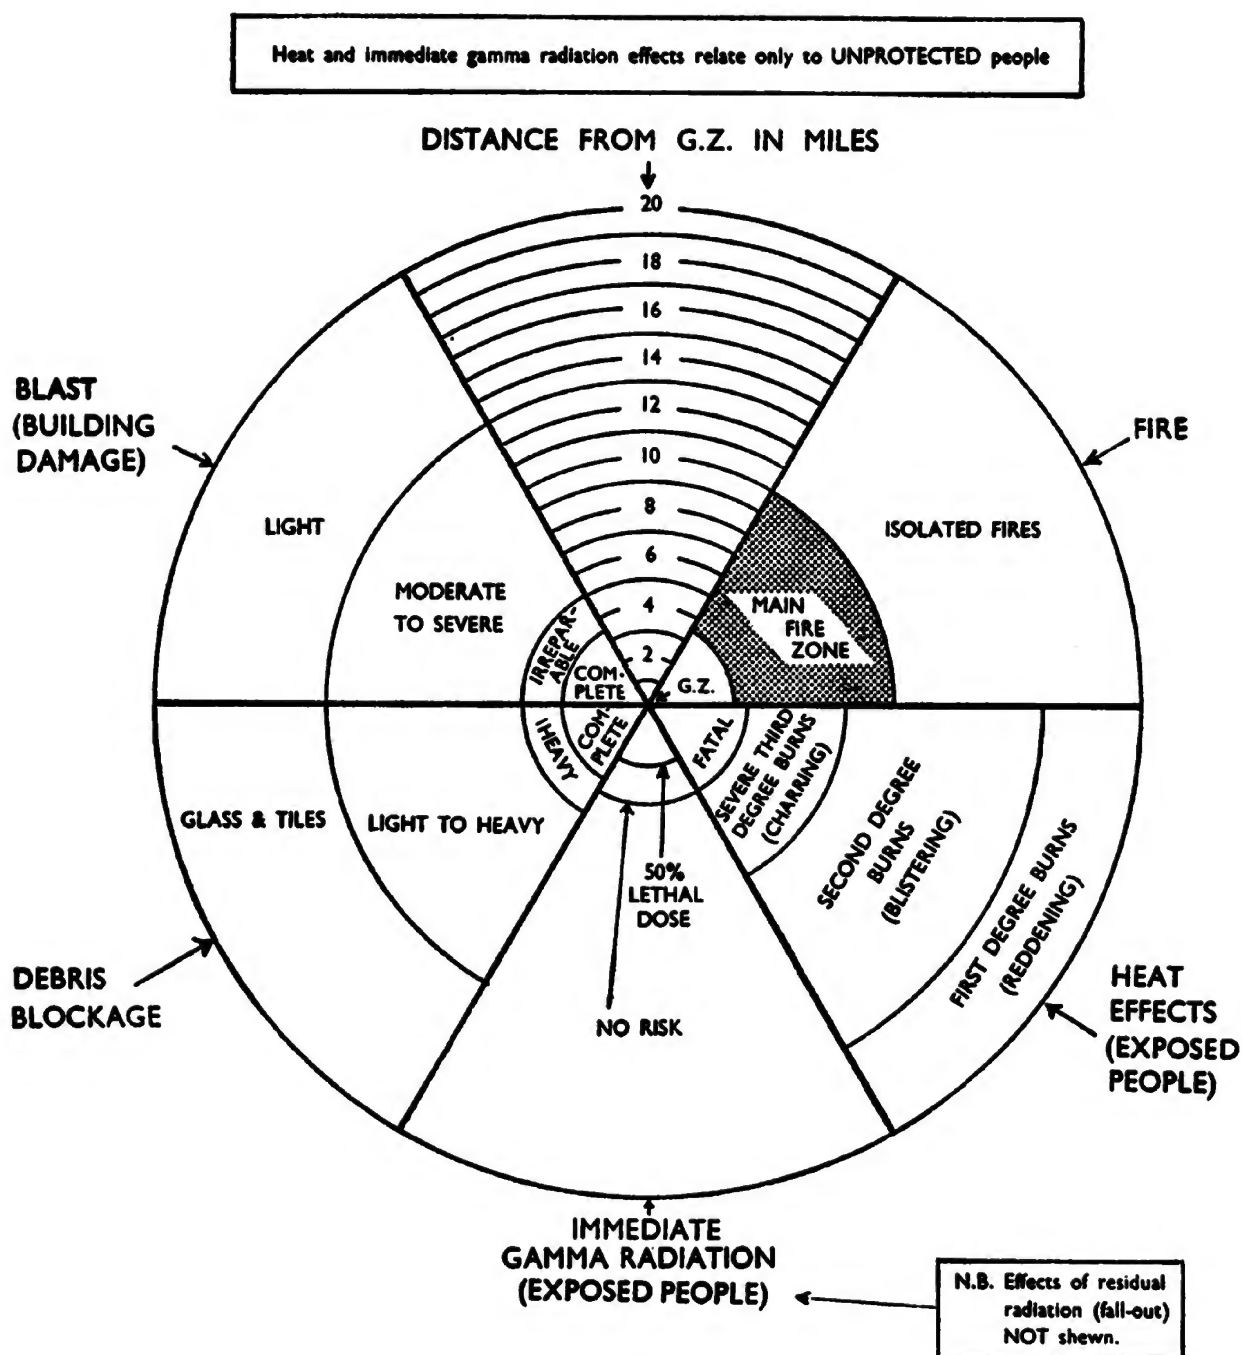 Heat and immediate gamma radiation effects relate only to UNPROTECTED people
DISTANCE FROM G.Z. IN MILES
20
18
16
14
12
10
8
6
4
2
G.Z.
BLAST
(BUILDING
DAMAGE)
LIGHT
MODERATE
TO SEVERE
IRREPAR-
ABLE
COM-
PLETE
FIRE
ISOLATED FIRES
MAIN
FIRE
ZONE
DEBRIS
BLOCKAGE
GLASS & TILES
LIGHT TO HEAVY
HEAVY
COM-
PLETE
50%
LETHAL
DOSE
NO RISK
FATAL
SEVERE THIRD
DEGREE BURNS
(CHARRING)
SECOND DEGREE
BURNS
(BLISTERING)
FIRST DEGREE BURNS
(REDDENING)
HEAT
EFFECTS
(EXPOSED
PEOPLE)
IMMEDIATE
GAMMA RADIATION
(EXPOSED PEOPLE)
N.B. Effects of residual
radiation (fall-out)
NOT shewn.